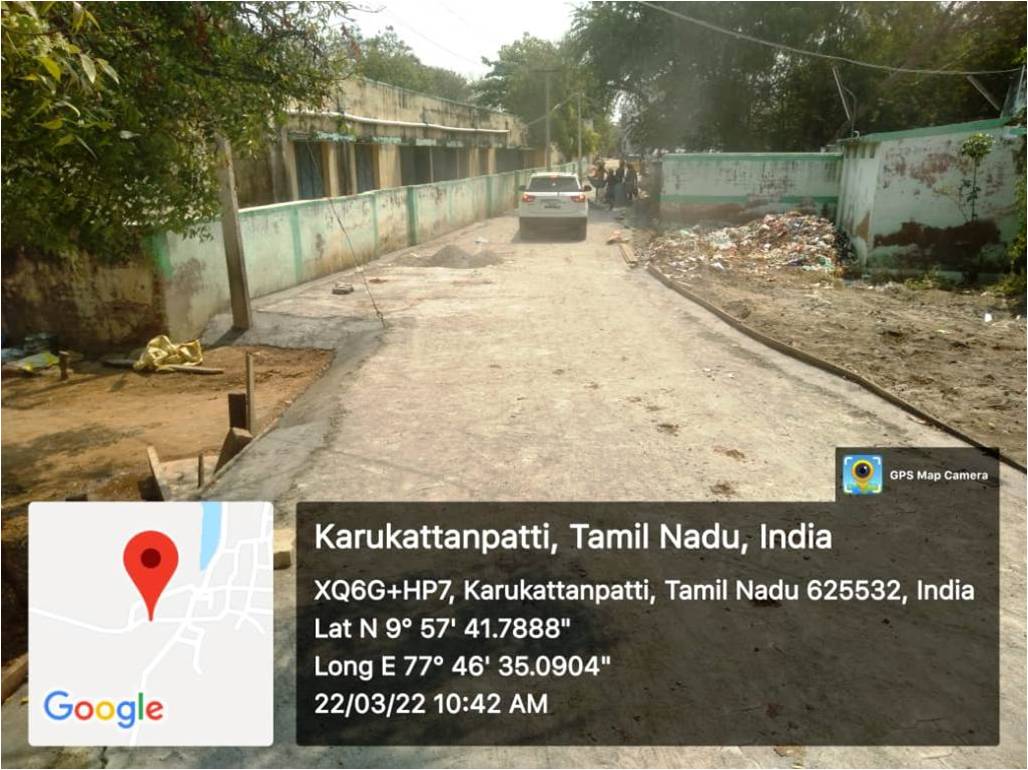 GPS Map Camera
Karukattanpatti, Tamil Nadu, India
XQ6G+HP7, Karukattanpatti, Tamil Nadu 625532, India
Lat N 9° 57' 41.7888"
Long E 77° 46' 35.0904"
22/03/22 10:42 AM
Google